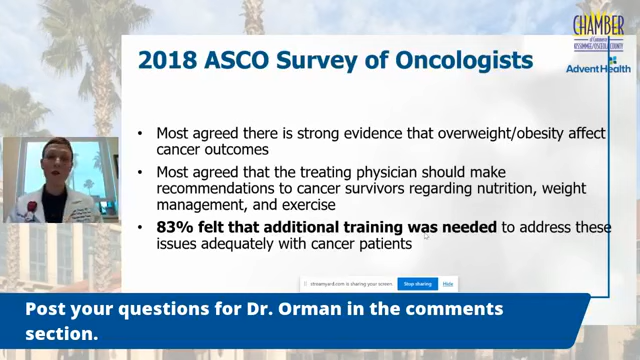 CHAMBER
KISSIMMEE/OSCEOLA COUNTY
AdventHealth
2018 ASCO Survey of Oncologists
• Most agreed there is strong evidence that overweight/obesity affect
cancer outcomes
• Most agreed that the treating physician should make
recommendations to cancer survivors regarding nutrition, weight
management, and exercise
• 83% felt that additional training was needed to address these
issues adequately with cancer patients
streamyard.com is sharing your screen.
Stop sharing
Hide
Post your questions for Dr. Orman in the comments
section.